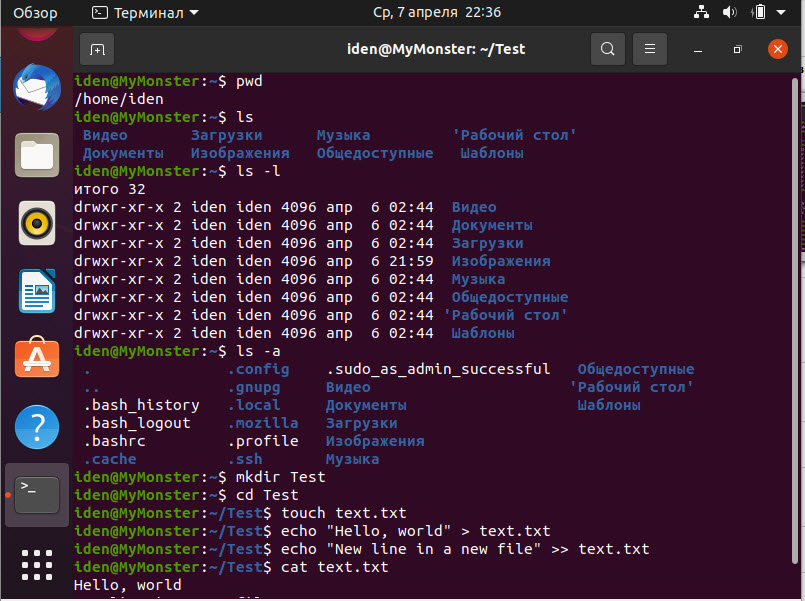 Обзор Терминал Ср, 7 апреля 22:36
iden@MyMonster: ~/Test
iden@MyMonster:~$ pwd
/home/iden
iden@MyMonster:~$ ls
Видео Загрузки Музыка 'Рабочий стол'
Документы Изображения Общедоступные Шаблоны
iden@MyMonster:~$ ls -l
итого 32
drwxr-xr-x 2 iden iden 4096 апр 6 02:44 Видео
drwxr-xr-x 2 iden iden 4096 апр 6 02:44 Документы
drwxr-xr-x 2 iden iden 4096 апр 6 02:44 Загрузки
drwxr-xr-x 2 iden iden 4096 апр 6 21:59 Изображения
drwxr-xr-x 2 iden iden 4096 апр 6 02:44 Музыка
drwxr-xr-x 2 iden iden 4096 апр 6 02:44 Общедоступные
drwxr-xr-x 2 iden iden 4096 апр 6 02:44 'Рабочий стол'
drwxr-xr-x 2 iden iden 4096 апр 6 02:44 Шаблоны
iden@MyMonster:~$ ls -a
. .config .sudo_as_admin_successful Общедоступные
.. .gnupg Видео 'Рабочий стол'
.bash_history .local Документы Шаблоны
.bash_logout .mozilla Загрузки
.bashrc .profile Изображения
.cache .ssh Музыка
iden@MyMonster:~$ mkdir Test
iden@MyMonster:~$ cd Test
iden@MyMonster:~/Test$ touch text.txt
iden@MyMonster:~/Test$ echo "Hello, world" > text.txt
iden@MyMonster:~/Test$ echo "New line in a new file" >> text.txt
iden@MyMonster:~/Test$ cat text.txt
Hello, world